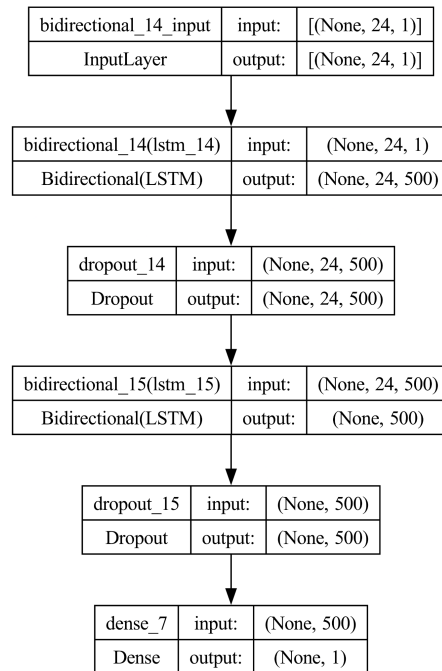 bidirectional_14_input input: [(None, 24, 1)]
InputLayer output: [(None, 24, 1)]
bidirectional_14(lstm_14) input: (None, 24, 1)
Bidirectional(LSTM) output: (None, 24, 500)
dropout_14 input: (None, 24, 500)
Dropout output: (None, 24, 500)
bidirectional_15(lstm_15) input: (None, 24, 500)
Bidirectional(LSTM) output: (None, 500)
dropout_15 input: (None, 500)
Dropout output: (None, 500)
dense_7 input: (None, 500)
Dense output: (None, 1)